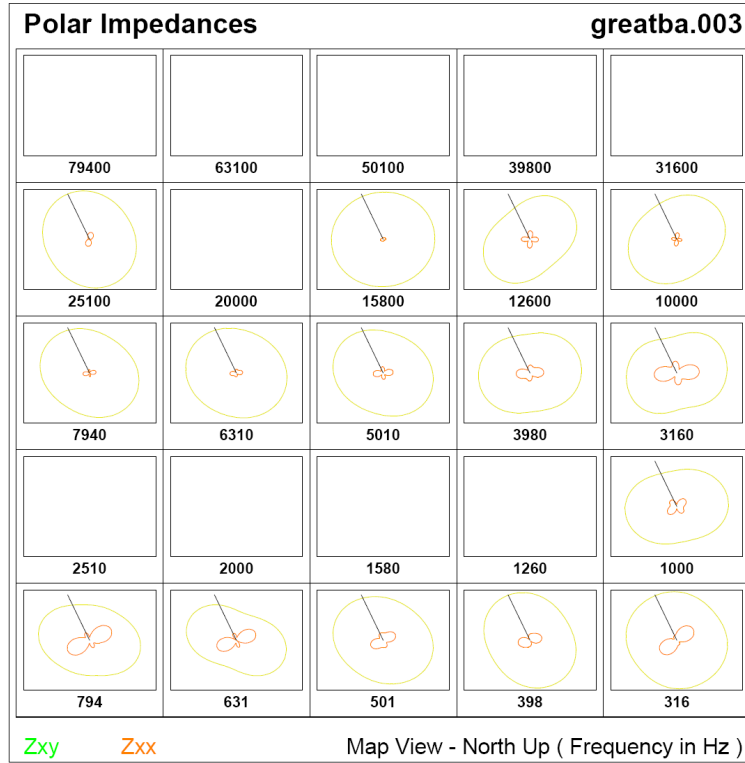 Polar Impedances greatba.003
79400 63100 50100 39800 31600
25100 20000 15800 12600 10000
7940 6310 5010 3980 3160
2510 2000 1580 1260 1000
794 631 501 398 316
Zxy Zxx Map View - North Up ( Frequency in Hz )